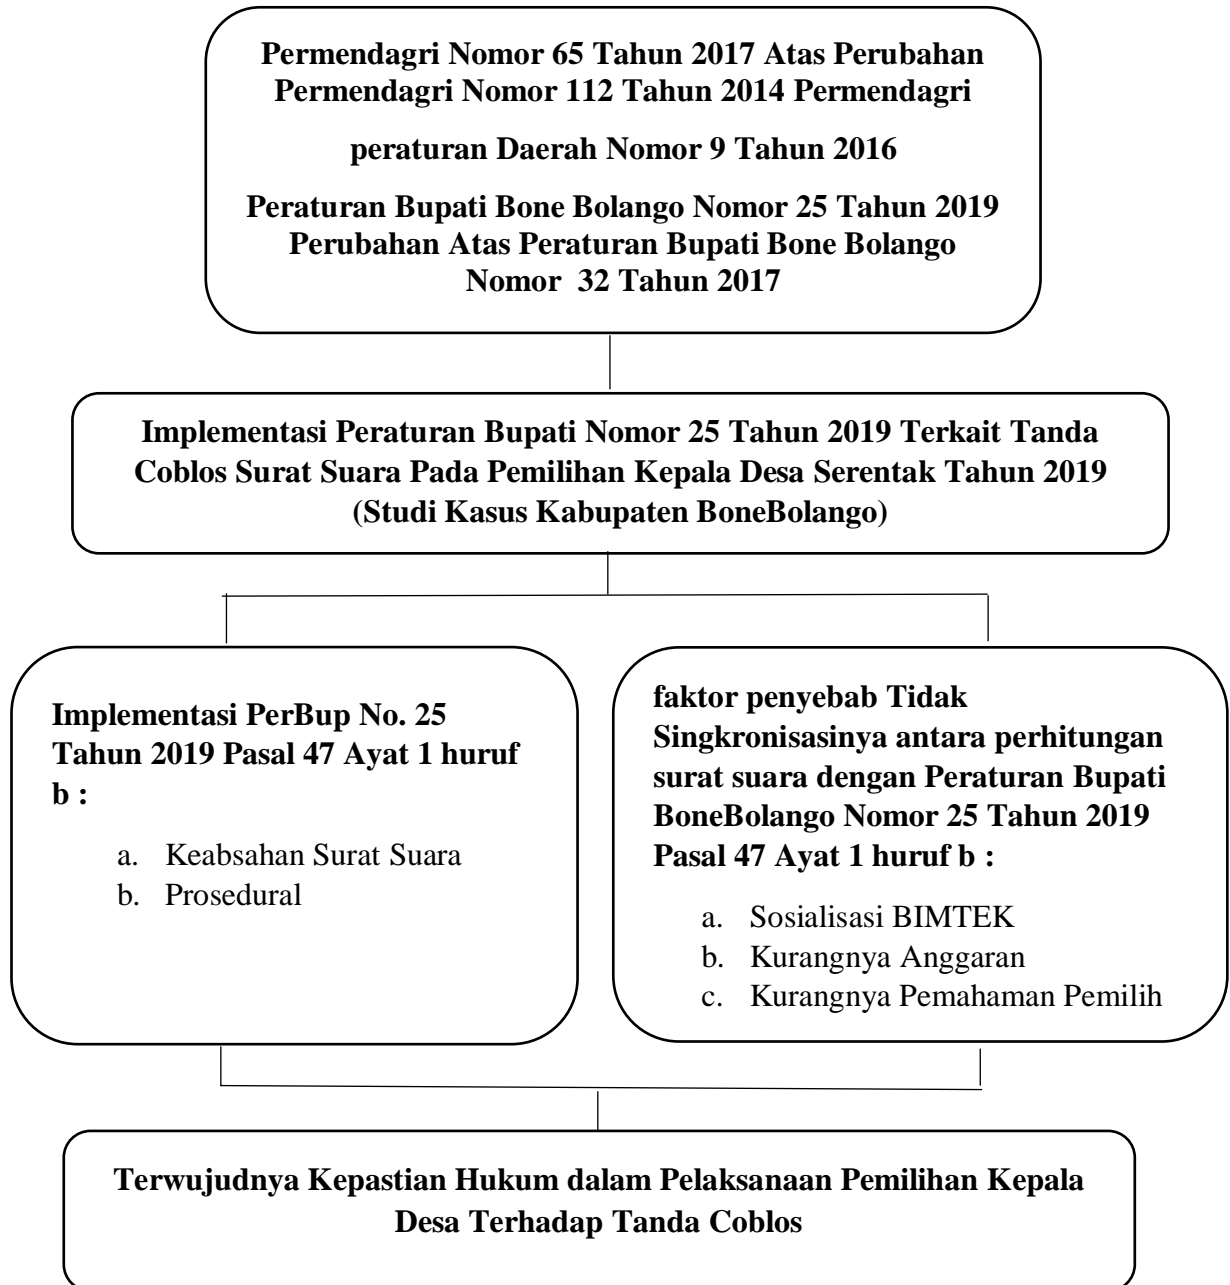 Permendagri Nomor 65 Tahun 2017 Atas Perubahan
Permendagri Nomor 112 Tahun 2014 Permendagri
peraturan Daerah Nomor 9 Tahun 2016
Peraturan Bupati Bone Bolango Nomor 25 Tahun 2019
Perubahan Atas Peraturan Bupati Bone Bolango
Nomor 32 Tahun 2017
Implementasi Peraturan Bupati Nomor 25 Tahun 2019 Terkait Tanda
Coblos Surat Suara Pada Pemilihan Kepala Desa Serentak Tahun 2019
(Studi Kasus Kabupaten BoneBolango)
Implementasi PerBup No. 25
Tahun 2019 Pasal 47 Ayat 1 huruf
b :
a. Keabsahan Surat Suara
b. Prosedural
faktor penyebab Tidak
Singkronisasinya antara perhitungan
surat suara dengan Peraturan Bupati
BoneBolango Nomor 25 Tahun 2019
Pasal 47 Ayat 1 huruf b :
a. Sosialisasi BIMTEK
b. Kurangnya Anggaran
c. Kurangnya Pemahaman Pemilih
Terwujudnya Kepastian Hukum dalam Pelaksanaan Pemilihan Kepala
Desa Terhadap Tanda Coblos